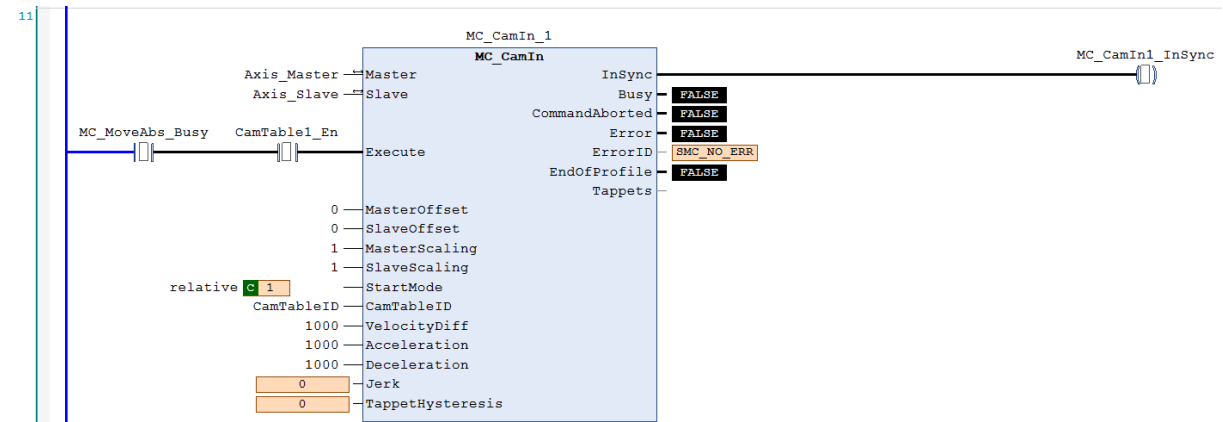 11
MC_CamIn_1
MC_CamIn
MC_CamIn1_InSync
Axis_Master Master InSync
Axis_Slave Slave Busy FALSE
CommandAborted FALSE
MC_MoveAbs_Busy CamTable1_En Error FALSE
Execute ErrorID SMC_NO_ERR
EndOfProfile FALSE
Tappets
0 MasterOffset
0 SlaveOffset
1 MasterScaling
1 SlaveScaling
relative C 1 StartMode
CamTableID CamTableID
1000 VelocityDiff
1000 Acceleration
1000 Deceleration
0 Jerk
0 TappetHysteresis